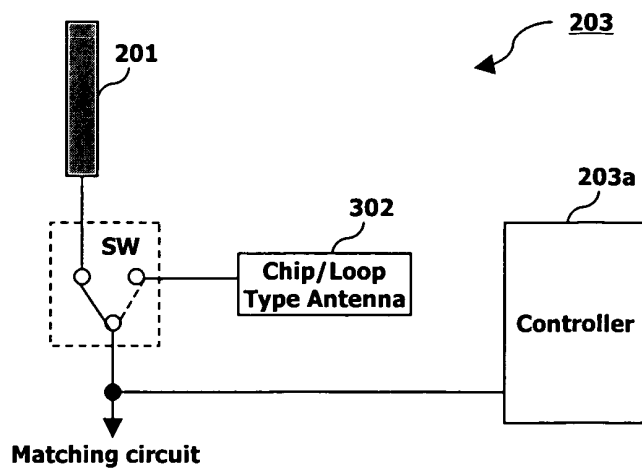 203
201
203a
302
SW
Chip/Loop
Type Antenna
Controller
Matching circuit